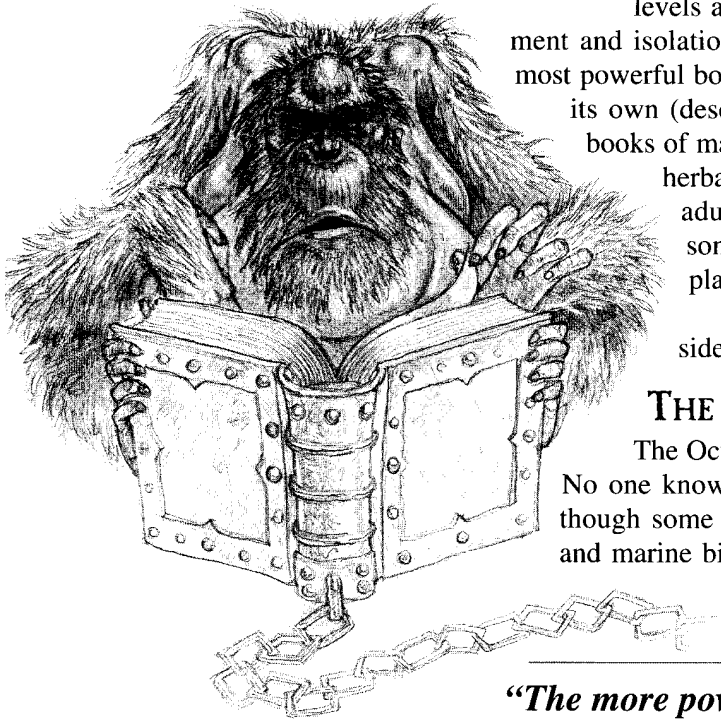 levels a
ment and isolatio
most powerful bo
its own (desc
books of ma
herba
adu
son
pla
side
THE
The Oc
No one know
though some
and marine bi
“The more pov